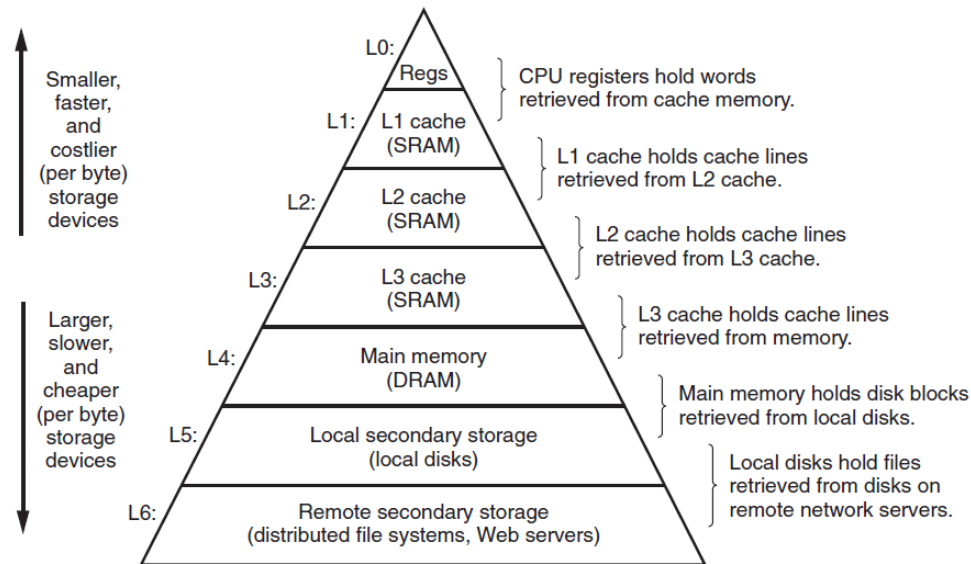 Smaller,
faster,
and
costlier
(per byte)
storage
devices
Larger,
slower,
and
cheaper
(per byte)
storage
devices
L0:
Regs
CPU registers hold words
retrieved from cache memory.
L1:
L1 cache
(SRAM)
L1 cache holds cache lines
retrieved from L2 cache.
L2:
L2 cache
(SRAM)
L2 cache holds cache lines
retrieved from L3 cache.
L3:
L3 cache
(SRAM)
L3 cache holds cache lines
retrieved from memory.
L4:
Main memory
(DRAM)
Main memory holds disk blocks
retrieved from local disks.
L5:
Local secondary storage
(local disks)
Local disks hold files
retrieved from disks on
remote network servers.
L6:
Remote secondary storage
(distributed file systems, Web servers)